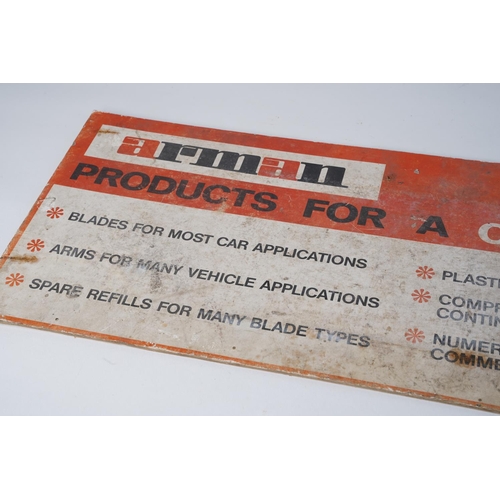 arman
PRODUCTS FOR A
BLADES FOR MOST CAR APPLICATIONS
ARMS FOR MANY VEHICLE APPLICATIONS
SPARE REFILLS FOR MANY BLADE TYPES